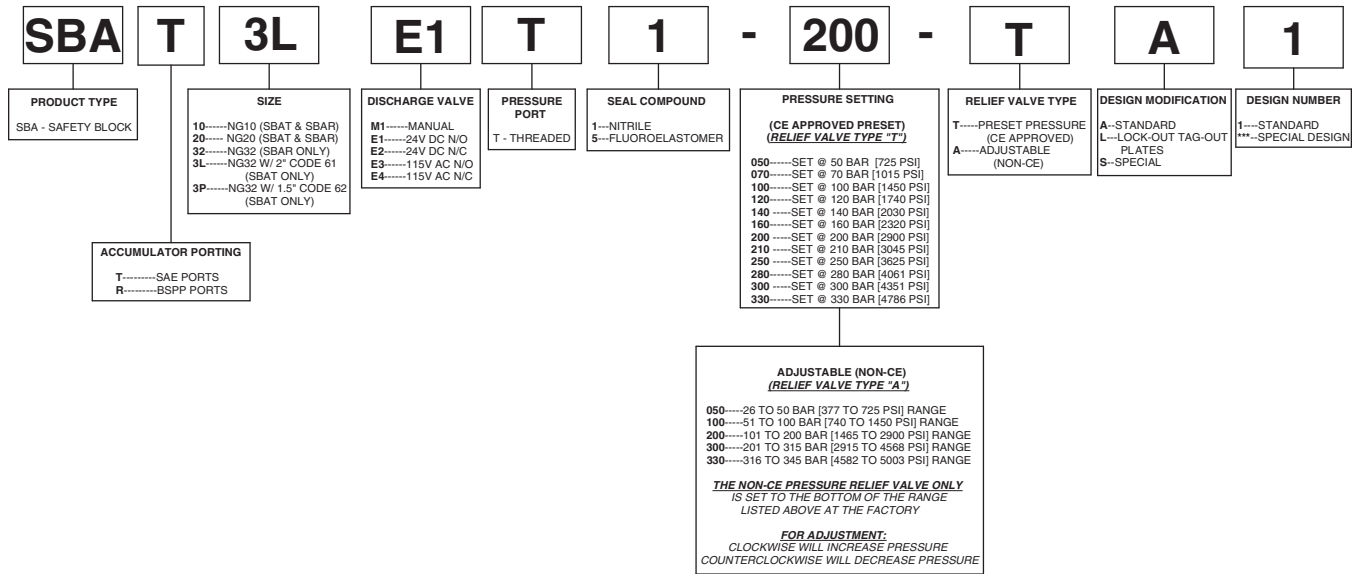 SBA T 3L E1 T 1 - 200 - T A 1
PRODUCT TYPE
SBA - SAFETY BLOCK
SIZE
10------NG10 (SBAT & SBAR)
20----- NG20 (SBAT & SBAR)
32------NG32 (SBAR ONLY)
3L------NG32 W/ 2" CODE 61
(SBAT ONLY)
3P------NG32 W/ 1.5" CODE 62
(SBAT ONLY)
DISCHARGE VALVE
M1------MANUAL
E1------24V DC N/O
E2------24V DC N/C
E3------115V AC N/O
E4------115V AC N/C
PRESSURE
PORT
T - THREADED
SEAL COMPOUND
1---NITRILE
5---FLUOROELASTOMER
PRESSURE SETTING
(CE APPROVED PRESET)
(RELIEF VALVE TYPE "T")
050------SET @ 50 BAR [725 PSI]
070------SET @ 70 BAR [1015 PSI]
100------SET @ 100 BAR [1450 PSI]
120------SET @ 120 BAR [1740 PSI]
140 -----SET @ 140 BAR [2030 PSI]
160------SET @ 160 BAR [2320 PSI]
200 -----SET @ 200 BAR [2900 PSI]
210 -----SET @ 210 BAR [3045 PSI]
250 -----SET @ 250 BAR [3625 PSI]
280------SET @ 280 BAR [4061 PSI]
300 -----SET @ 300 BAR [4351 PSI]
330------SET @ 330 BAR [4786 PSI]
RELIEF VALVE TYPE
T-----PRESET PRESSURE
(CE APPROVED)
A-----ADJUSTABLE
(NON-CE)
DESIGN MODIFICATION
A--STANDARD
L---LOCK-OUT TAG-OUT
PLATES
S--SPECIAL
DESIGN NUMBER
1----STANDARD
***---SPECIAL DESIGN
ACCUMULATOR PORTING
T---------SAE PORTS
R---------BSPP PORTS
ADJUSTABLE (NON-CE)
(RELIEF VALVE TYPE "A")
050-----26 TO 50 BAR [377 TO 725 PSI] RANGE
100-----51 TO 100 BAR [740 TO 1450 PSI] RANGE
200-----101 TO 200 BAR [1465 TO 2900 PSI] RANGE
300-----201 TO 315 BAR [2915 TO 4568 PSI] RANGE
330-----316 TO 345 BAR [4582 TO 5003 PSI] RANGE
THE NON-CE PRESSURE RELIEF VALVE ONLY
IS SET TO THE BOTTOM OF THE RANGE
LISTED ABOVE AT THE FACTORY
FOR ADJUSTMENT:
CLOCKWISE WILL INCREASE PRESSURE
COUNTERCLOCKWISE WILL DECREASE PRESSURE